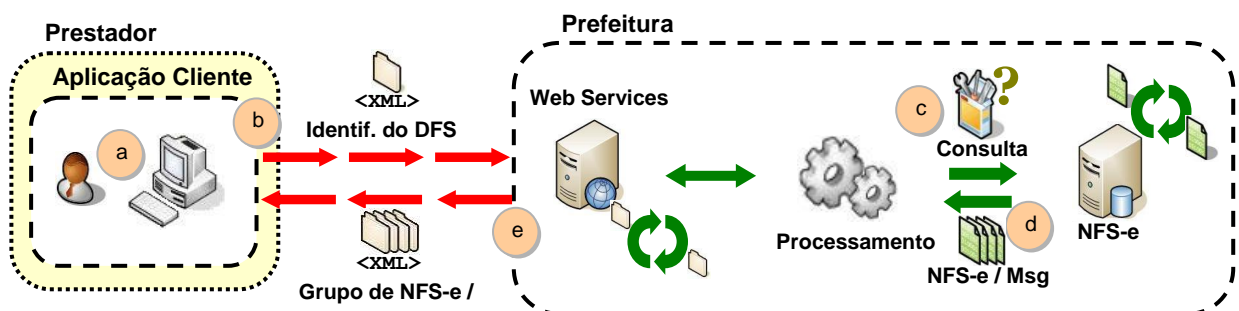 Prestador
Prefeitura
Aplicação Cliente
a
b
<XML>
Identif. do DFS
<XML>
Grupo de NFS-e /
e
Web Services
Processamento
c
?
Consulta
d
NFS-e / Msg
NFS-e